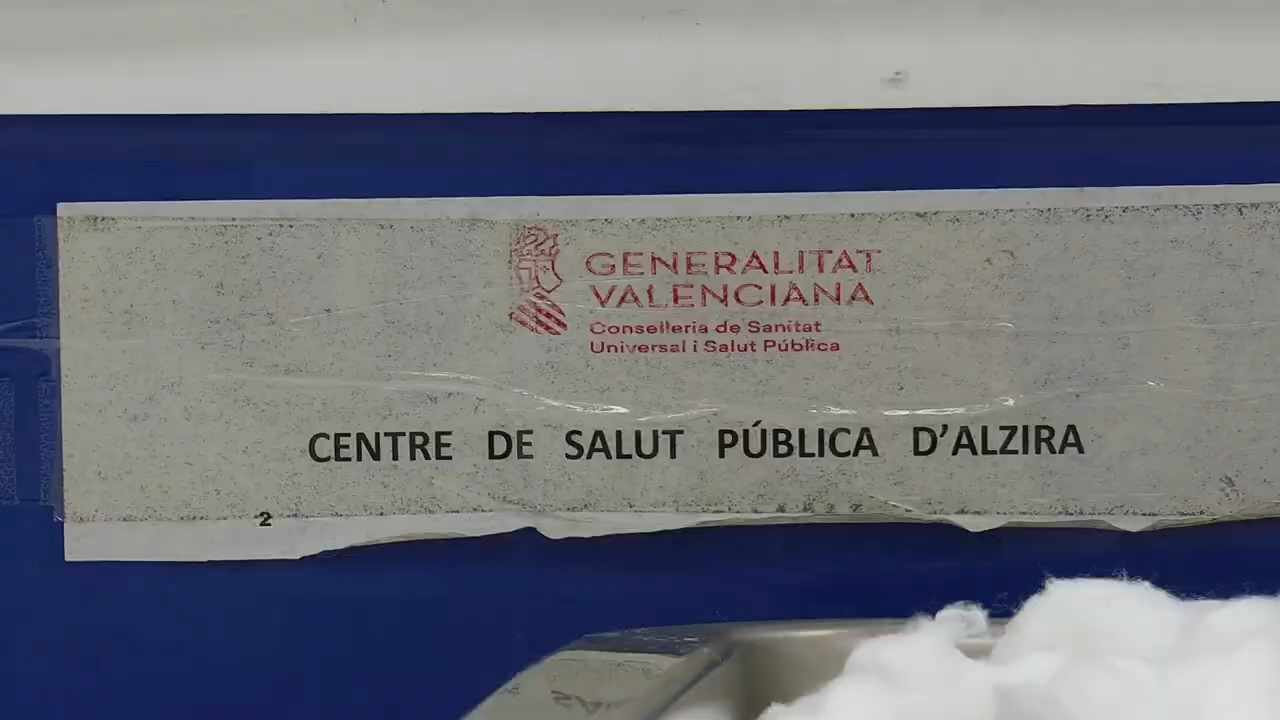 GENERALITAT
VALENCIANA
Conselleria de Sanitat
Universal i Salut Pública
CENTRE DE SALUT PÚBLICA D'ALZIRA
2